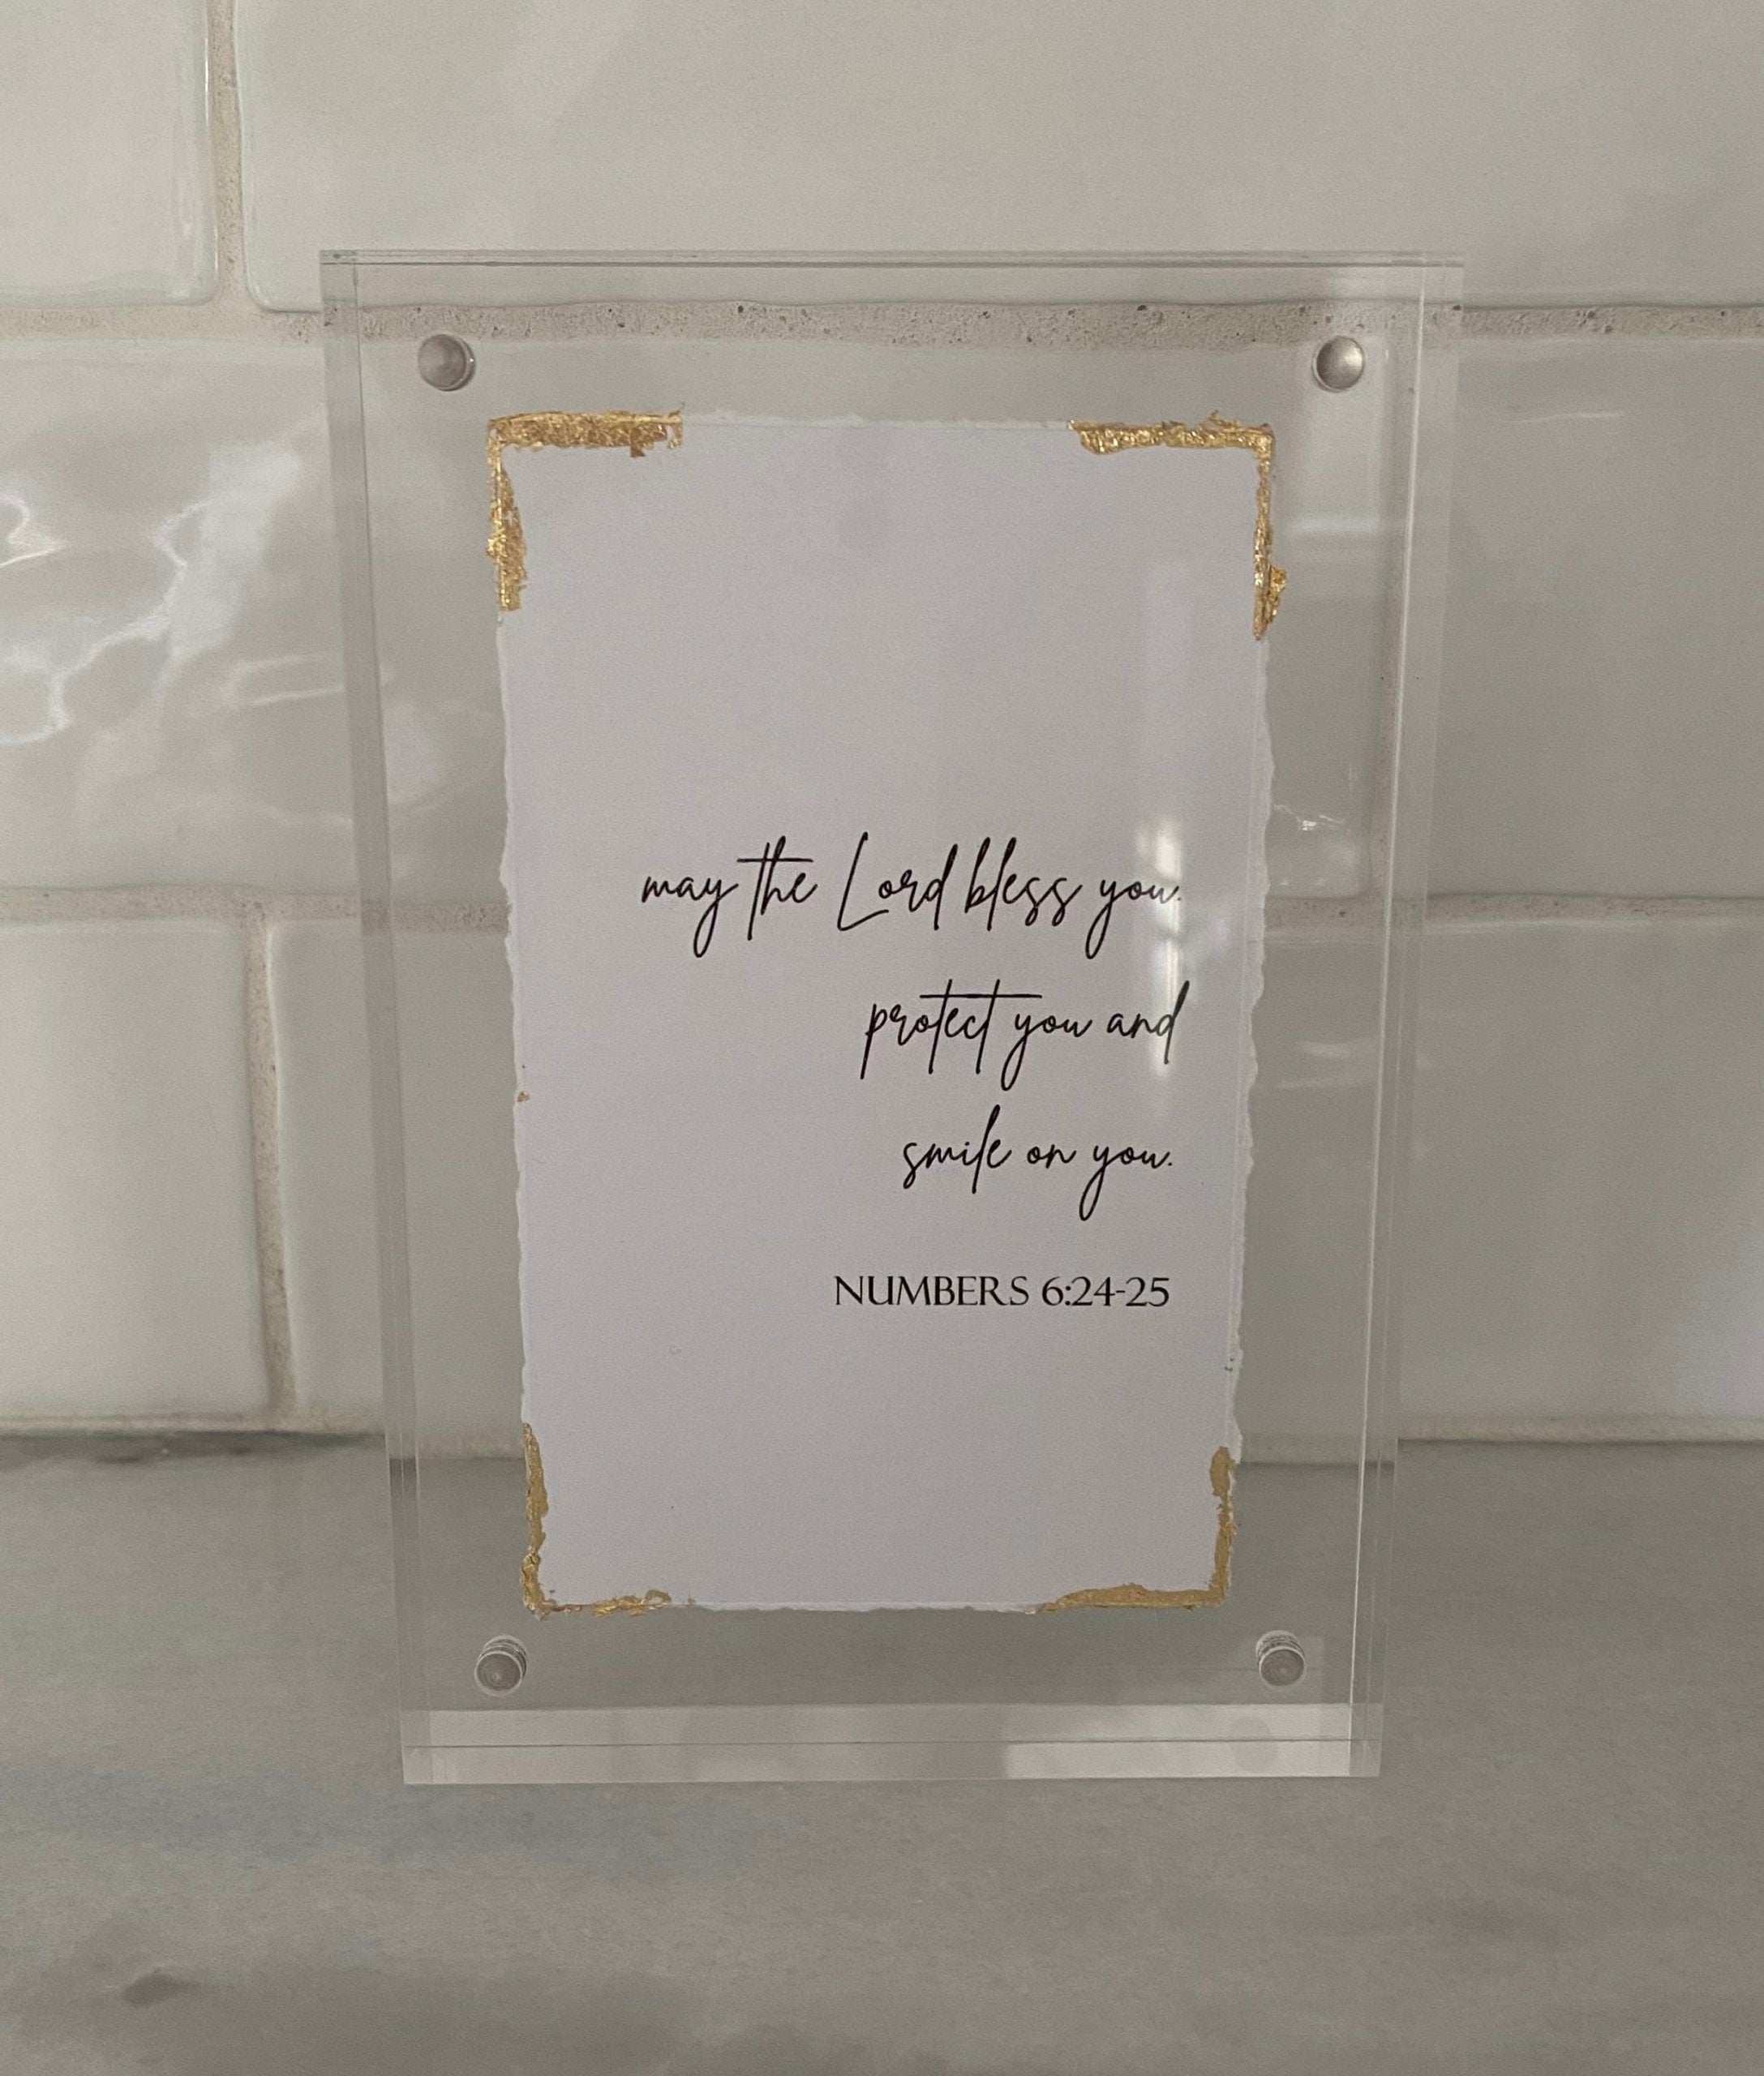 may the Lord bless you.
protect you and
smile on you.
NUMBERS 6:24-25